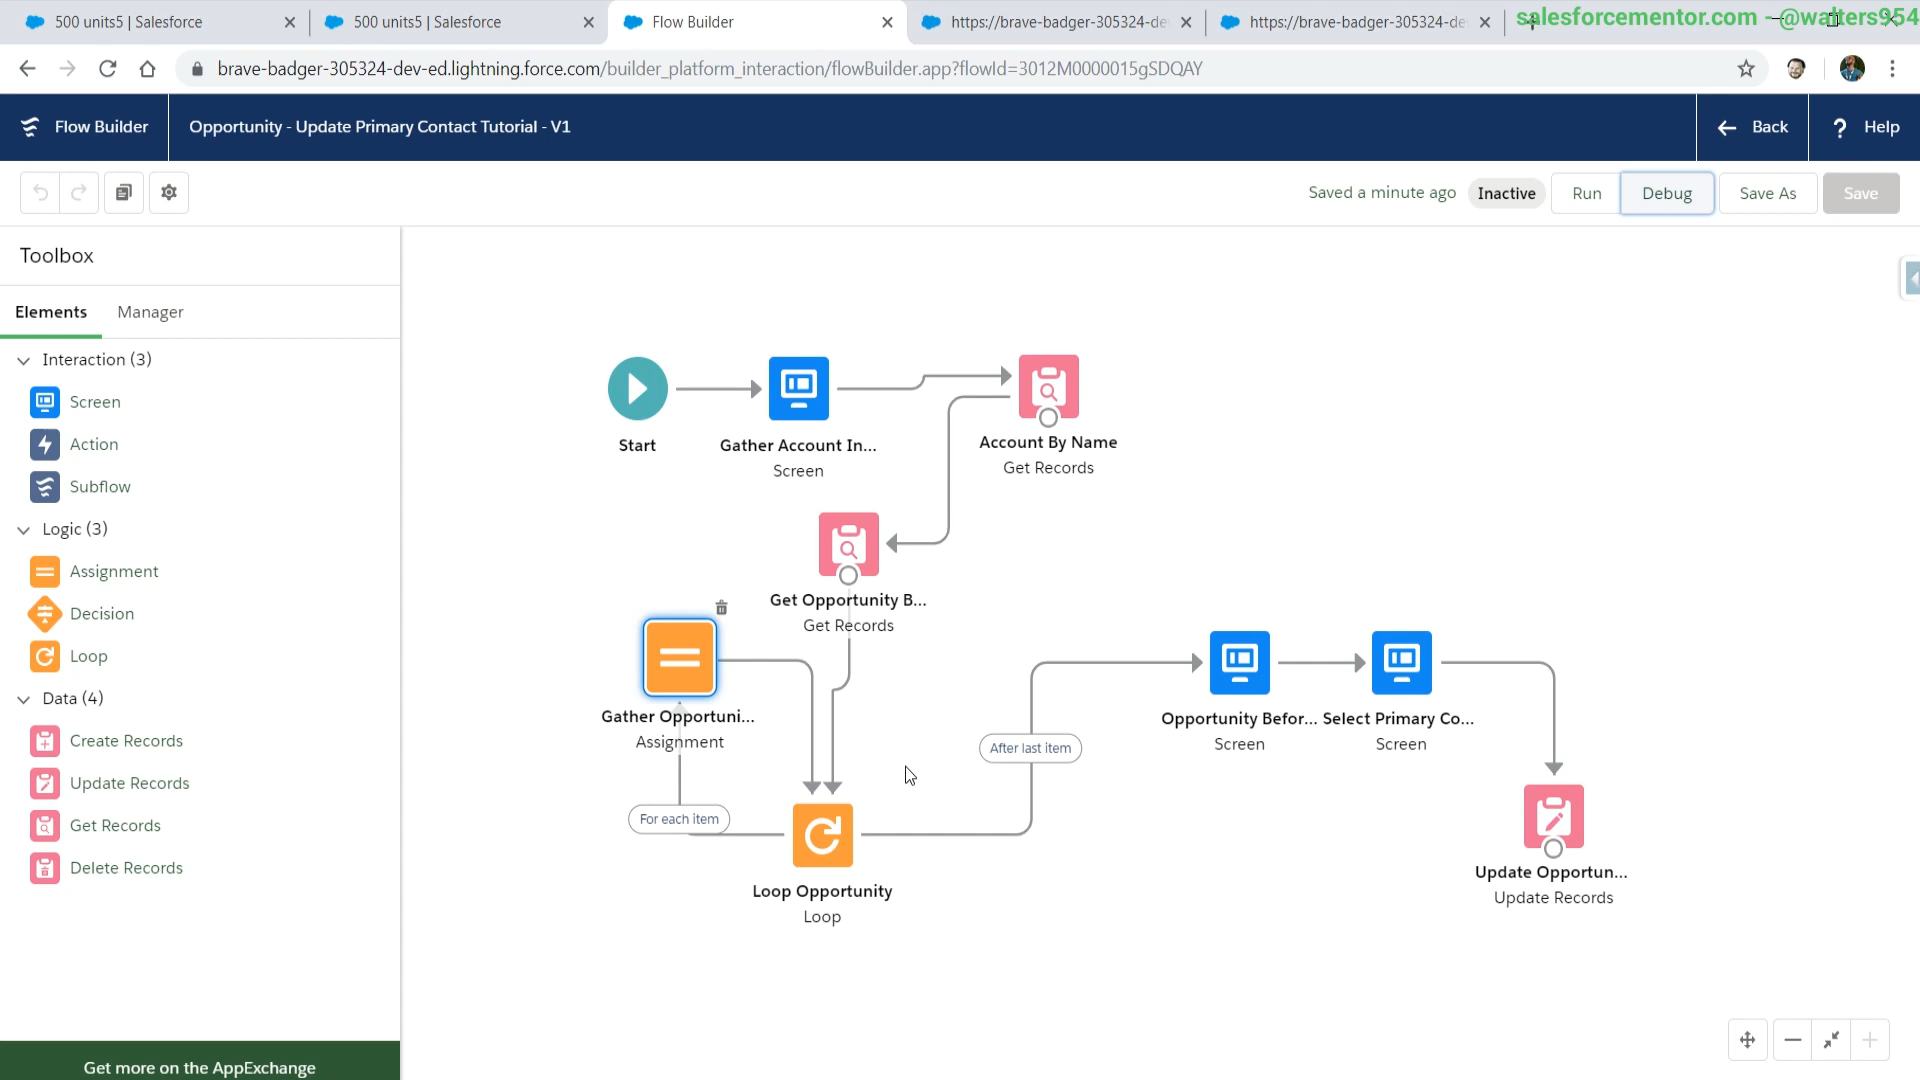 500 units5 | Salesforce
500 units5 | Salesforce
Flow Builder
https://brave-badger-305324-de
https://brave-badger-305324-de
salesforcementor.com - @walters954
brave-badger-305324-dev-ed.lightning.force.com/builder_platform_interaction/flowBuilder.app?flowId=3012M0000015gSDQAY
Flow Builder
Opportunity - Update Primary Contact Tutorial - V1
Back
? Help
Saved a minute ago
Inactive
Run
Debug
Save As
Save
Toolbox
Elements
Manager
Interaction (3)
Screen
Action
Subflow
Logic (3)
Assignment
Decision
Loop
Data (4)
Create Records
Update Records
Get Records
Delete Records
Get more on the AppExchange
Start
Gather Account In...
Screen
Account By Name
Get Records
Get Opportunity B...
Get Records
Gather Opportuni...
Assignment
For each item
After last item
Loop Opportunity
Loop
Opportunity Befor...
Screen
Select Primary Co...
Screen
Update Opportun...
Update Records